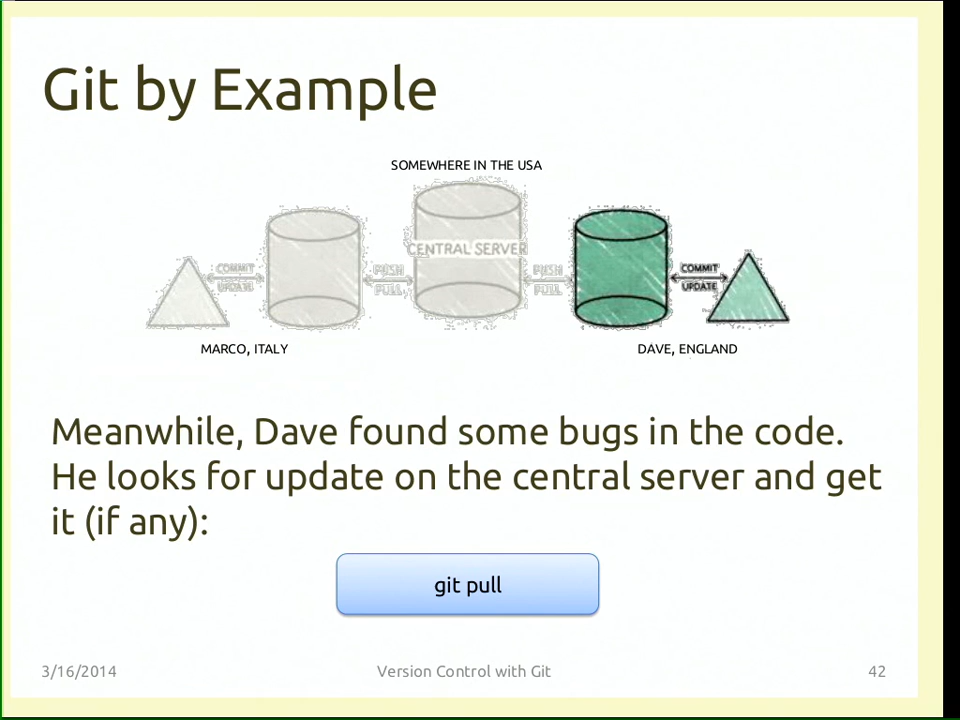 Git by Example
SOMEWHERE IN THE USA
CENTRAL SERVER
COMMIT
UPDATE
PUSH
PULL
PUSH
PULL
COMMIT
UPDATE
MARCO, ITALY
DAVE, ENGLAND
Meanwhile, Dave found some bugs in the code.
He looks for update on the central server and get
it (if any):
git pull
3/16/2014
Version Control with Git
42